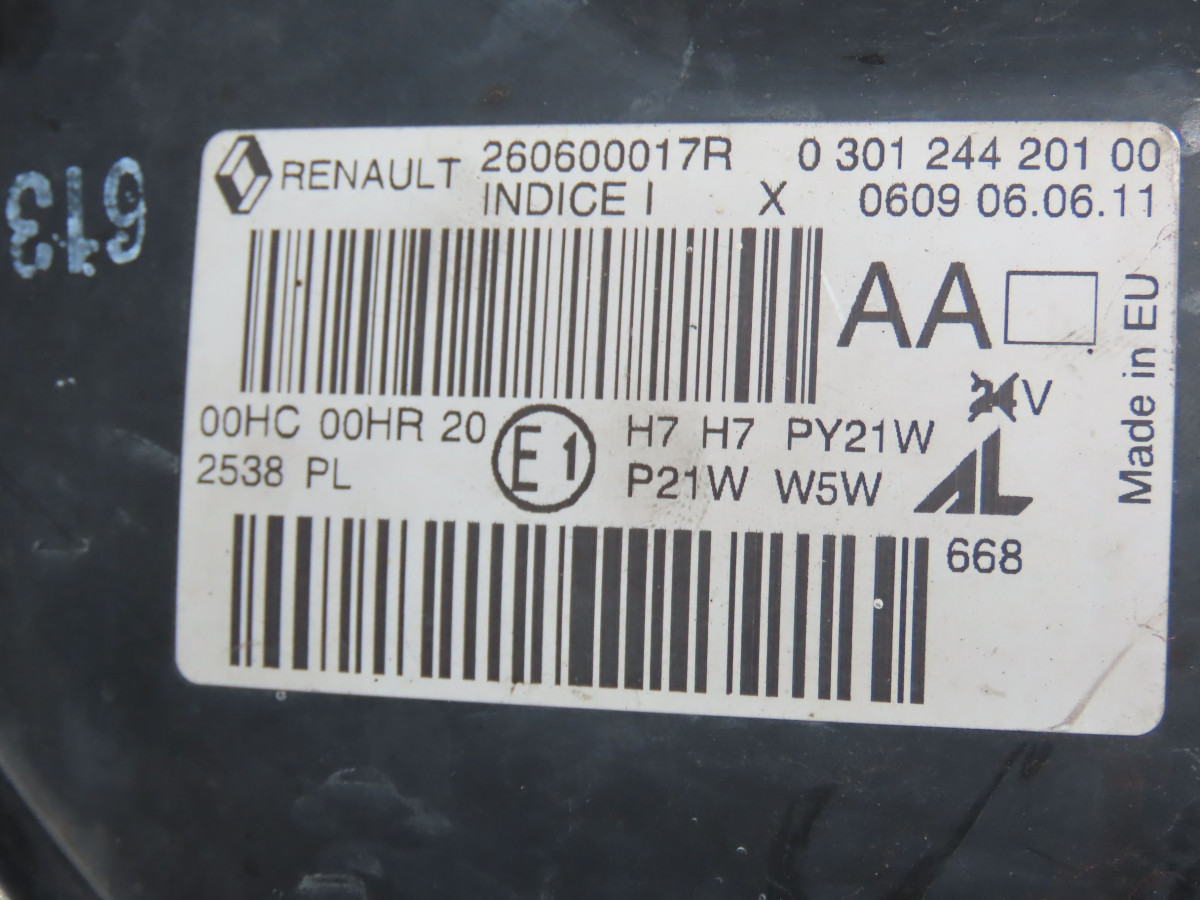 RENAULT 260600017R 0 301 244 201 00
INDICE I X 0609 06.06.11
613
AA
Made in EU
24V
00HC 00HR 20 E1 H7 H7 PY21W
2538 PL P21W W5W AL
668